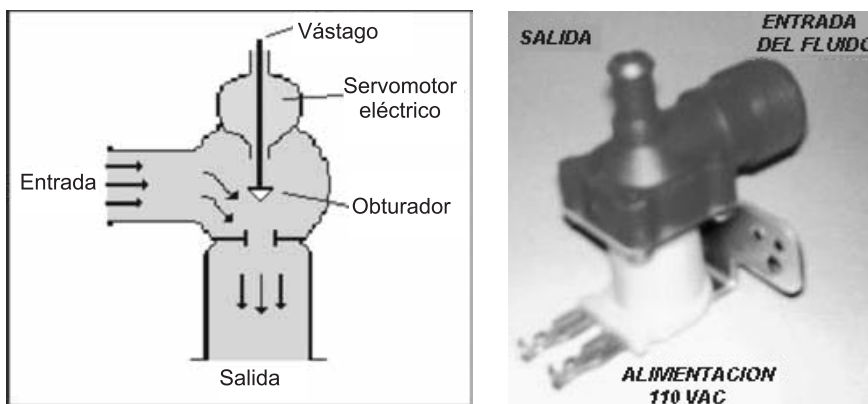 Vástago
Servomotor
eléctrico
Entrada
Obturador
Salida
SALIDA
ENTRADA
DEL FLUIDO
ALIMENTACION
110 VAC